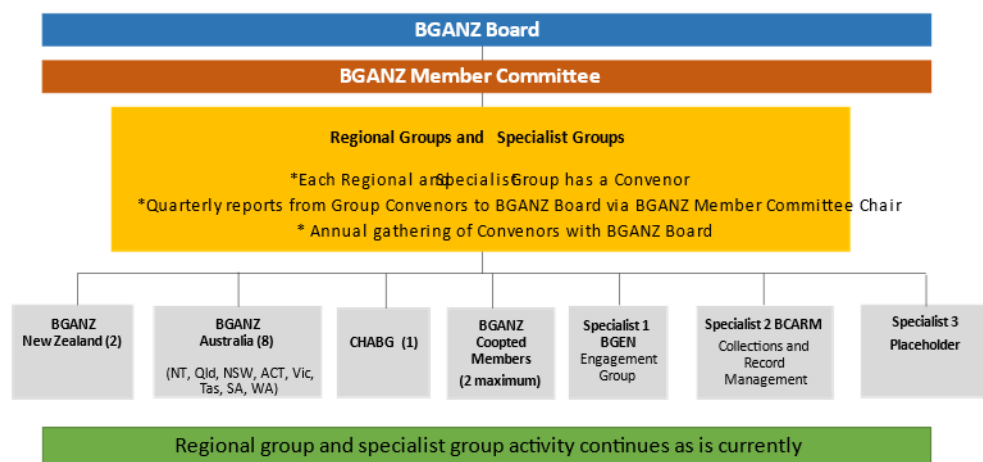 BGANZ Board
BGANZ Member Committee
Regional Groups and Specialist Groups
*Each Regional and Specialist Group has a Convenor
*Quarterly reports from Group Convenors to BGANZ Board via BGANZ Member Committee Chair
* Annual gathering of Convenors with BGANZ Board
BGANZ
New Zealand (2)
BGANZ
Australia (8)
(NT, Qld, NSW, ACT, Vic,
Tas, SA, WA)
CHABG (1)
BGANZ
Coopted
Members
(2 maximum)
Specialist 1
BGEN
Engagement
Group
Specialist 2 BCARM
Collections and
Record
Management
Specialist 3
Placeholder
Regional group and specialist group activity continues as is currently